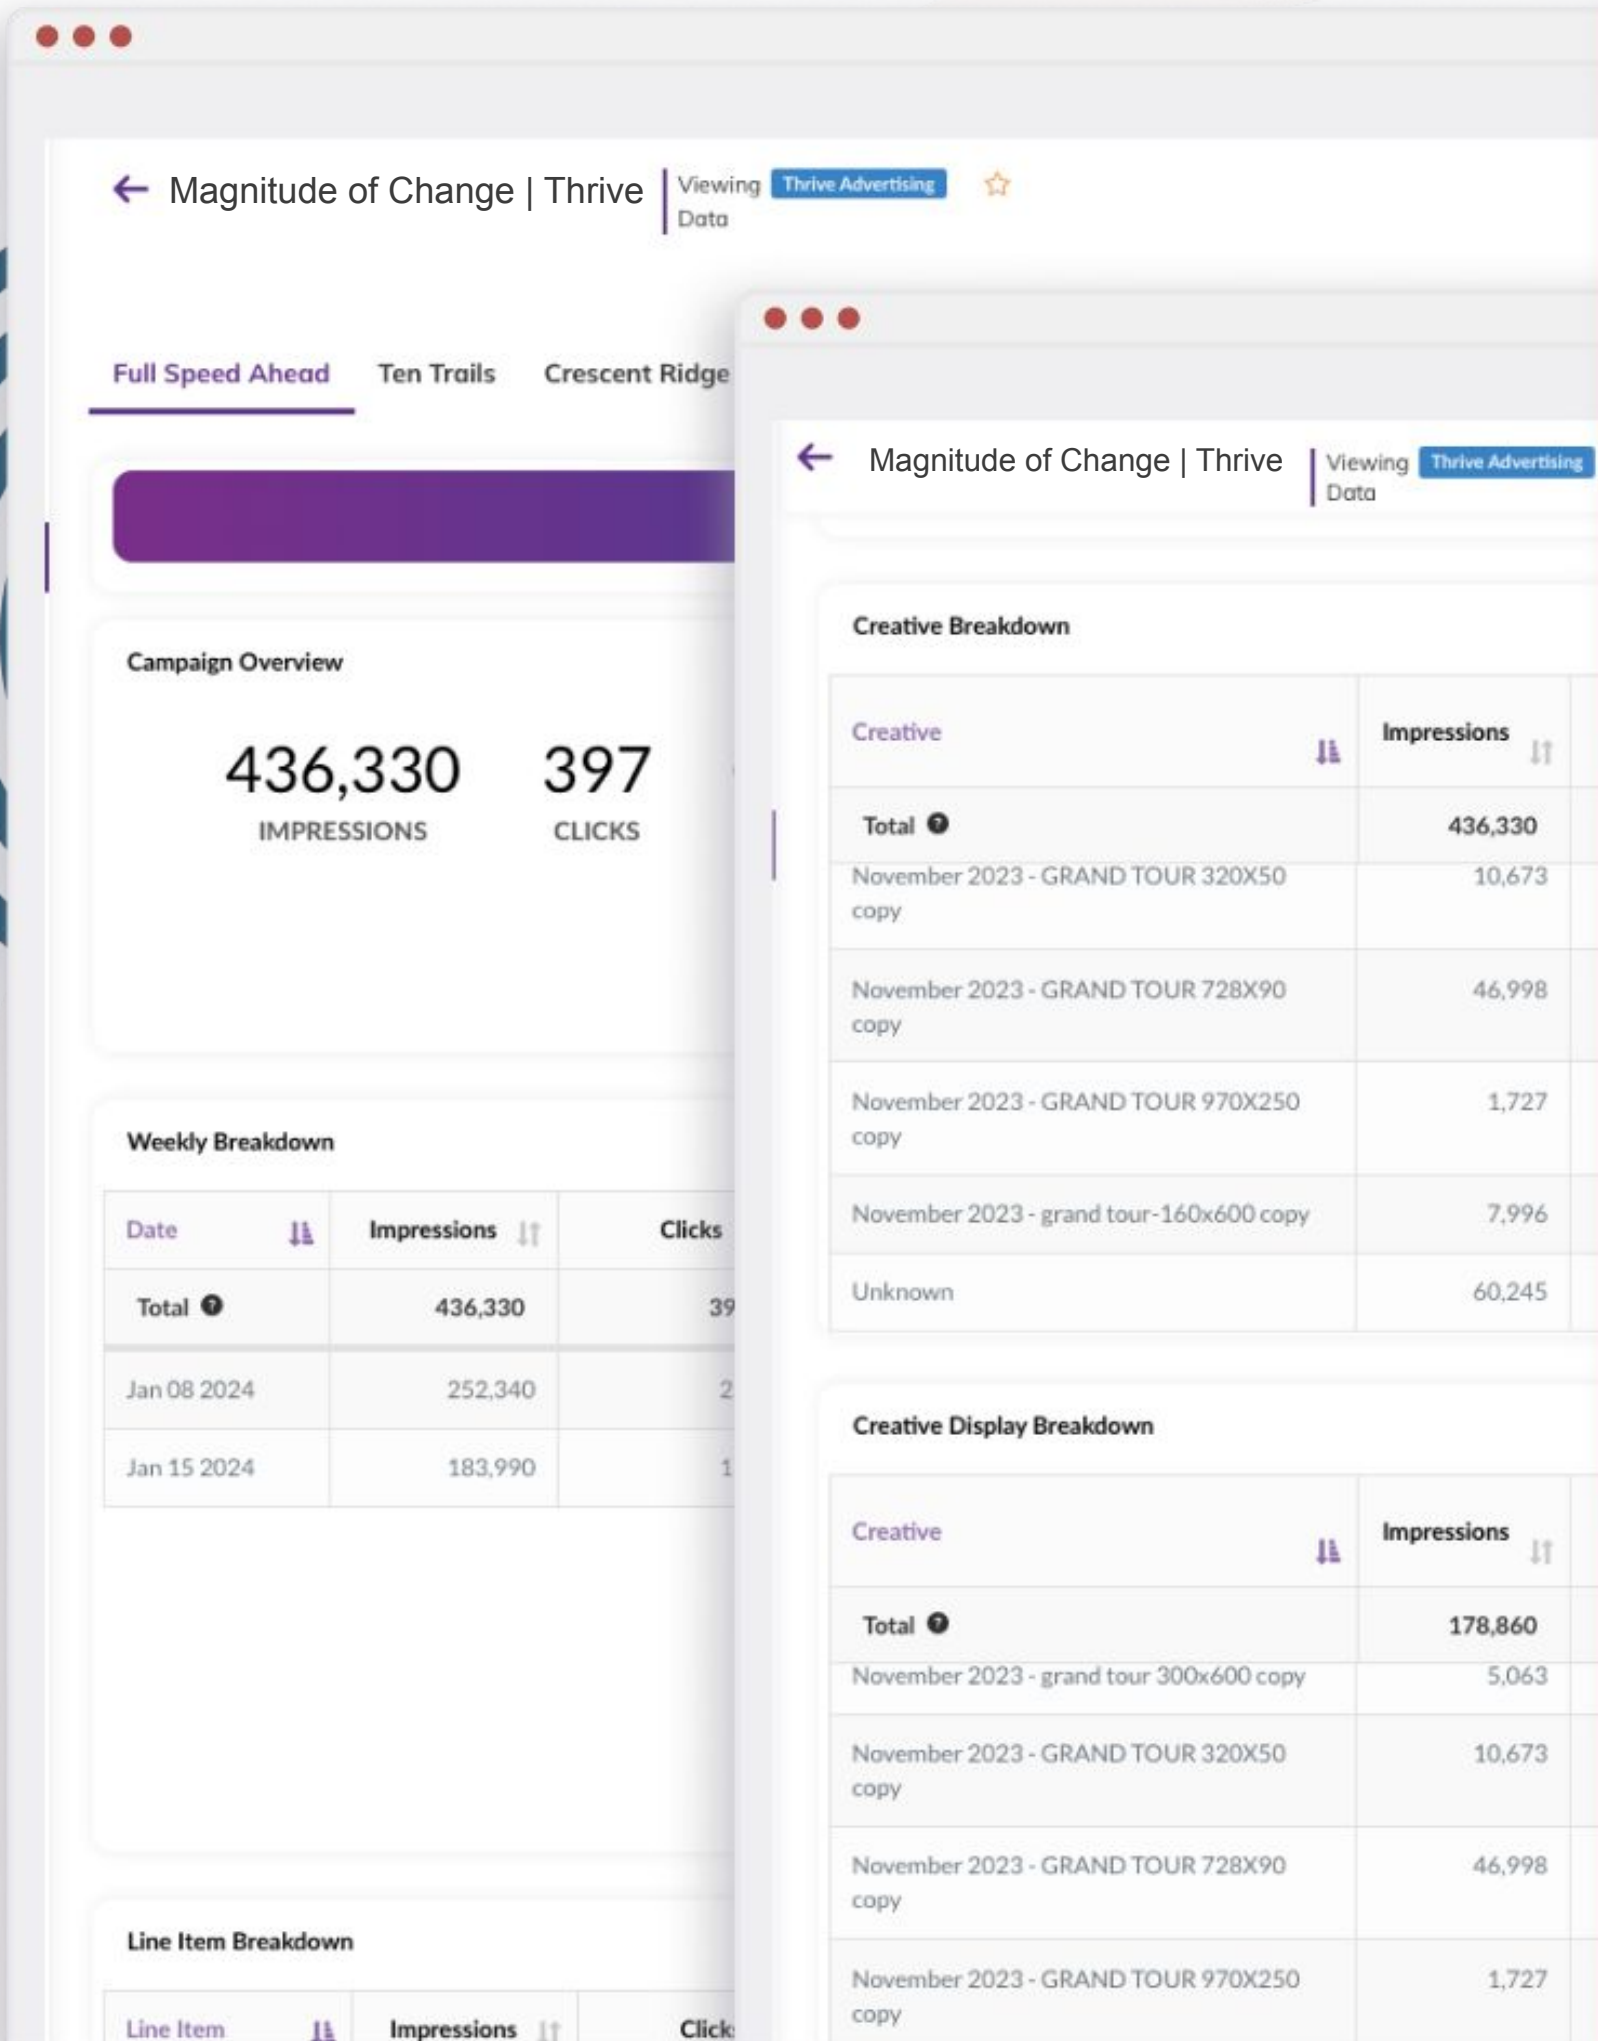 Magnitude of Change | Thrive
Viewing Thrive Advertising
Data
Full Speed Ahead Ten Trails Crescent Ridge
Campaign Overview
436,330 397
IMPRESSIONS CLICKS
Weekly Breakdown
Date Impressions Clicks
Total 436,330 39
Jan 08 2024 252,340 2
Jan 15 2024 183,990 1
Line Item Breakdown
Line Item Impressions Click
Magnitude of Change | Thrive
Viewing Thrive Advertising
Data
Creative Breakdown
Creative Impressions
Total 436,330
November 2023 - GRAND TOUR 320X50 10,673
copy
November 2023 - GRAND TOUR 728X90 46,998
copy
November 2023 - GRAND TOUR 970X250 1,727
copy
November 2023 - grand tour-160x600 copy 7,996
Unknown 60,245
Creative Display Breakdown
Creative Impressions
Total 178,860
November 2023 - grand tour 300x600 copy 5,063
November 2023 - GRAND TOUR 320X50 10,673
copy
November 2023 - GRAND TOUR 728X90 46,998
copy
November 2023 - GRAND TOUR 970X250 1,727
copy